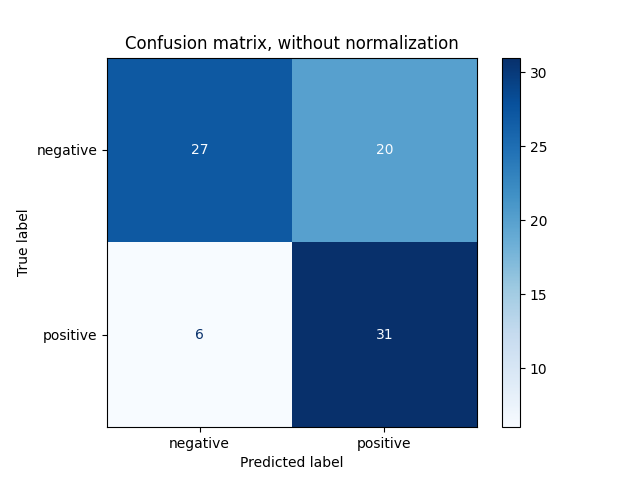 Confusion matrix, without normalization
True label
negative
27
20
positive
6
31
negative
positive
Predicted label
30
25
20
15
10